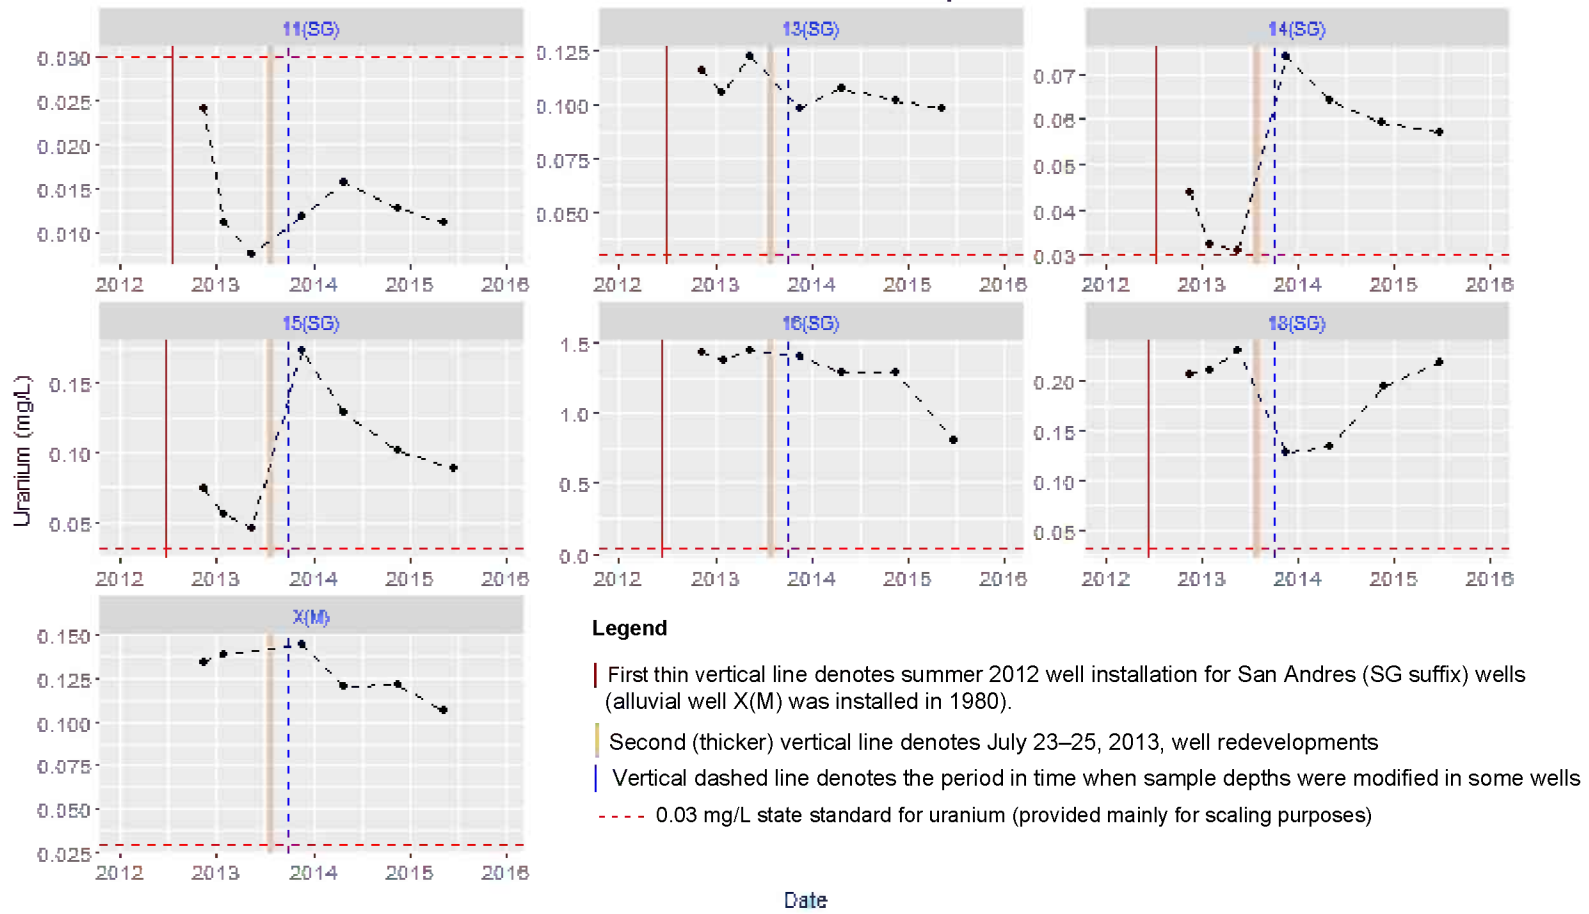 11(SG)
13(SG)
14(SG)
0.030
0.025
0.020
0.015
0.010
0.125
0.100
0.075
0.050
0.07
0.06
0.05
0.04
0.03
2012 2013 2014 2015 2016
2012 2013 2014 2015 2016
2012 2013 2014 2015 2016
15(SG)
16(SG)
18(SG)
Uranium (mg/L)
0.15
0.10
0.05
1.5
1.0
0.5
0.0
0.20
0.15
0.10
0.05
2012 2013 2014 2015 2016
2012 2013 2014 2015 2016
2012 2013 2014 2015 2016
X(M)
0.150
0.125
0.100
0.075
0.050
0.025
2012 2013 2014 2015 2016
Legend
First thin vertical line denotes summer 2012 well installation for San Andres (SG suffix) wells
(alluvial well X(M) was installed in 1980).
Second (thicker) vertical line denotes July 23–25, 2013, well redevelopments
Vertical dashed line denotes the period in time when sample depths were modified in some wells
0.03 mg/L state standard for uranium (provided mainly for scaling purposes)
Date